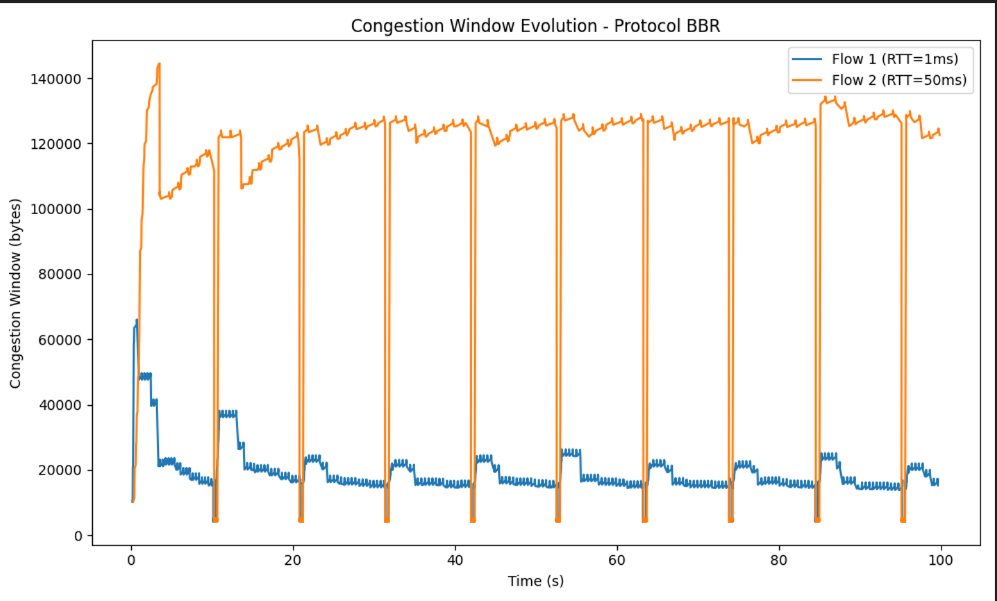 Congestion Window Evolution - Protocol BBR
Flow 1 (RTT=1ms)
Flow 2 (RTT=50ms)
Congestion Window (bytes)
140000
120000
100000
80000
60000
40000
20000
0
0 20 40 60 80 100
Time (s)